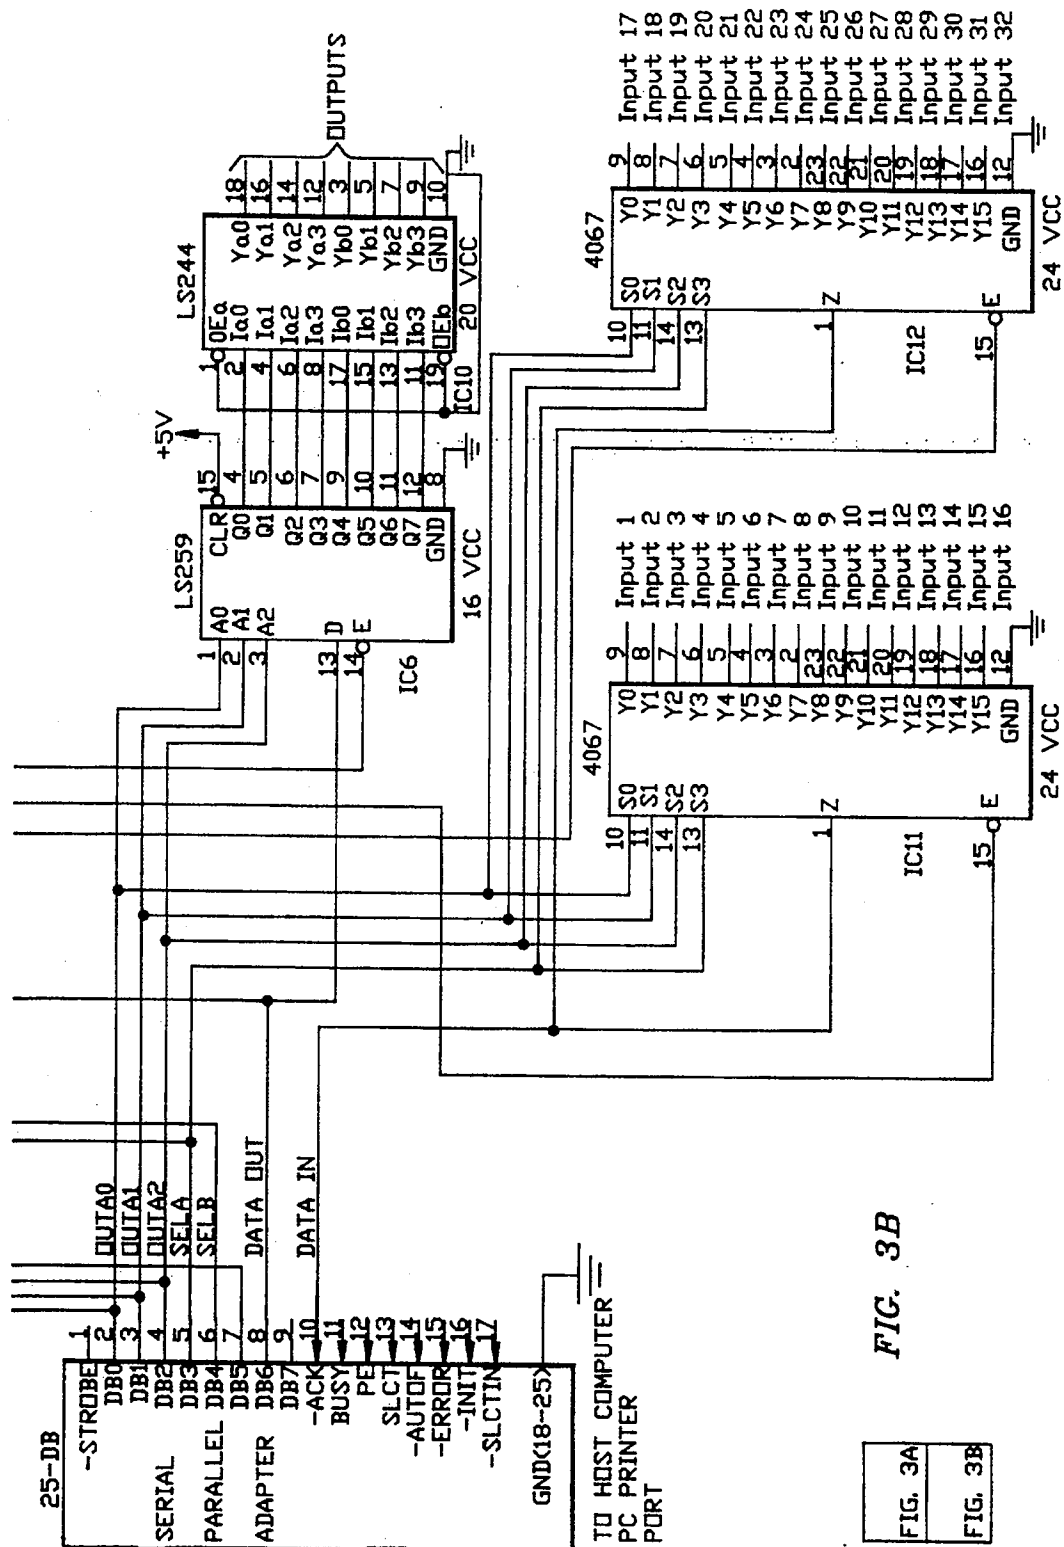 25-DB
-STROBE 1
DB0 2
DB1 3
DB2 4
DB3 5
DB4 6
DB5 7
DB6 8
DB7 9
-ACK 10
BUSY 11
PE 12
SLCT 13
-AUTOF 14
-ERROR 15
-INIT 16
-SLCTIN 17
GND(18-25)
SERIAL
PARALLEL
ADAPTER
TO HOST COMPUTER
PC PRINTER
PORT
OUTA0
OUTA1
OUTA2
SELA
SELB
DATA OUT
DATA IN
LS259
1 A0
2 A1
3 A2
13 D
14 E
CLR 15
Q0 4
Q1 5
Q2 6
Q3 7
Q4 9
Q5 10
Q6 11
Q7 12
GND 8
16 VCC
IC6
+5V
LS244
1 OEa
2 Ia0
4 Ia1
6 Ia2
8 Ia3
17 Ib0
15 Ib1
13 Ib2
11 Ib3
19 OEb
Ya0 18
Ya1 16
Ya2 14
Ya3 12
Yb0 3
Yb1 5
Yb2 7
Yb3 9
GND 10
20 VCC
IC10
OUTPUTS
4067
10 S0
11 S1
14 S2
13 S3
1 Z
15 E
IC11
Y0 9 Input 1
Y1 8 Input 2
Y2 7 Input 3
Y3 6 Input 4
Y4 5 Input 5
Y5 4 Input 6
Y6 3 Input 7
Y7 2 Input 8
Y8 23 Input 9
Y9 22 Input 10
Y10 21 Input 11
Y11 20 Input 12
Y12 19 Input 13
Y13 18 Input 14
Y14 17 Input 15
Y15 16 Input 16
GND 12
24 VCC
4067
10 S0
11 S1
14 S2
13 S3
1 Z
15 E
IC12
Y0 9 Input 17
Y1 8 Input 18
Y2 7 Input 19
Y3 6 Input 20
Y4 5 Input 21
Y5 4 Input 22
Y6 3 Input 23
Y7 2 Input 24
Y8 23 Input 25
Y9 22 Input 26
Y10 21 Input 27
Y11 20 Input 28
Y12 19 Input 29
Y13 18 Input 30
Y14 17 Input 31
Y15 16 Input 32
GND 12
24 VCC
FIG. 3A
FIG. 3B
FIG. 3B